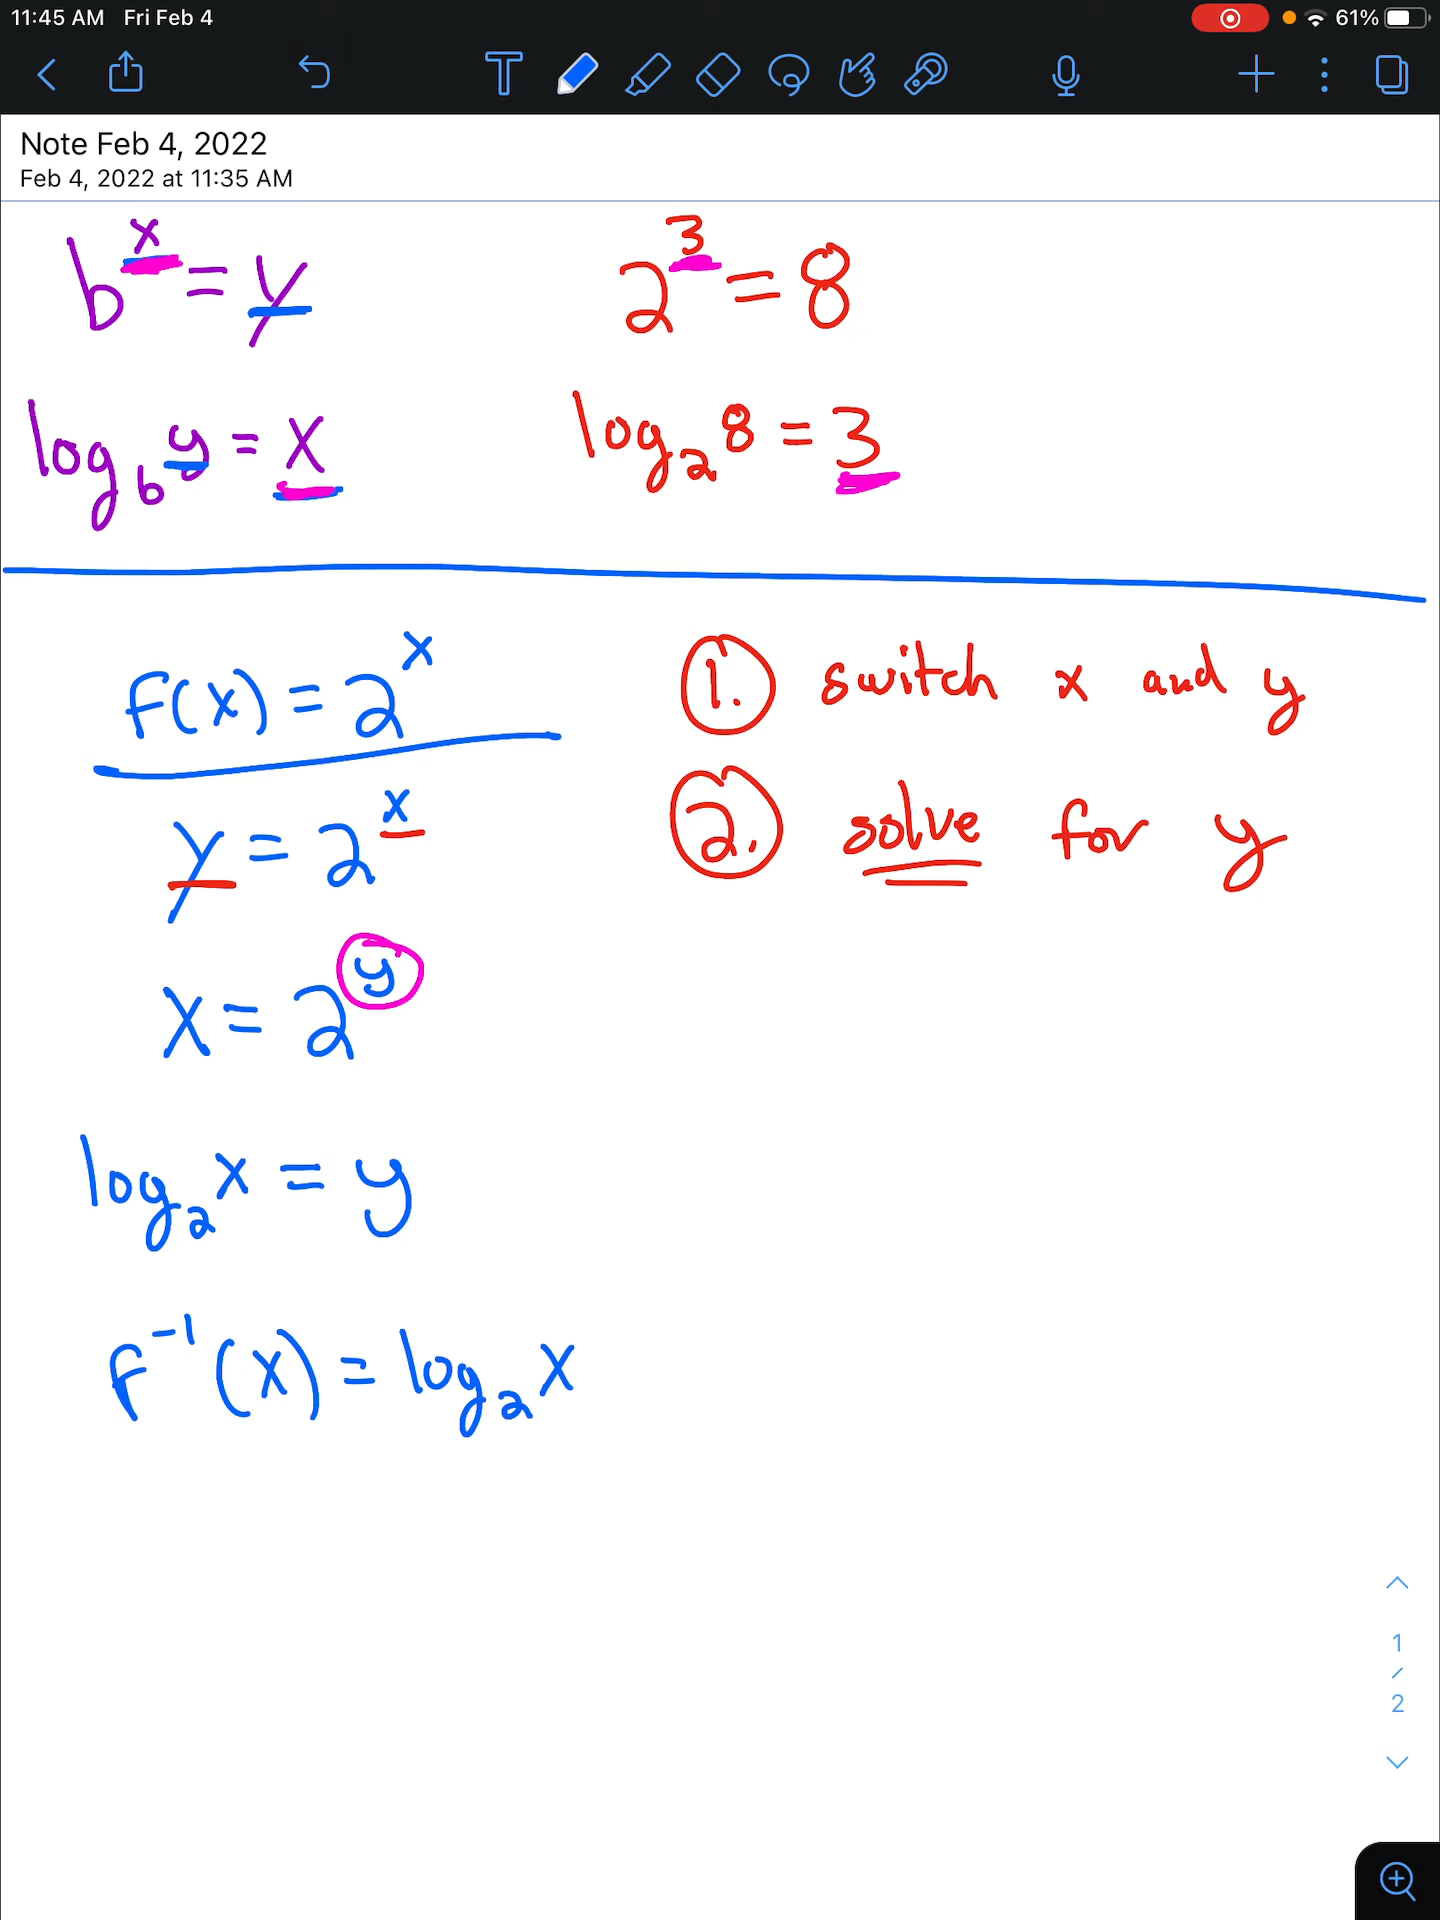 11:45 AM Fri Feb 4 61%
Note Feb 4, 2022
Feb 4, 2022 at 11:35 AM
b^x = y
2^3 = 8
log_b y = x
log_2 8 = 3
f(x) = 2^x
1. switch x and y
y = 2^x
2. solve for y
x = 2^y
log_2 x = y
f^-1 (x) = log_2 x
1
/
2